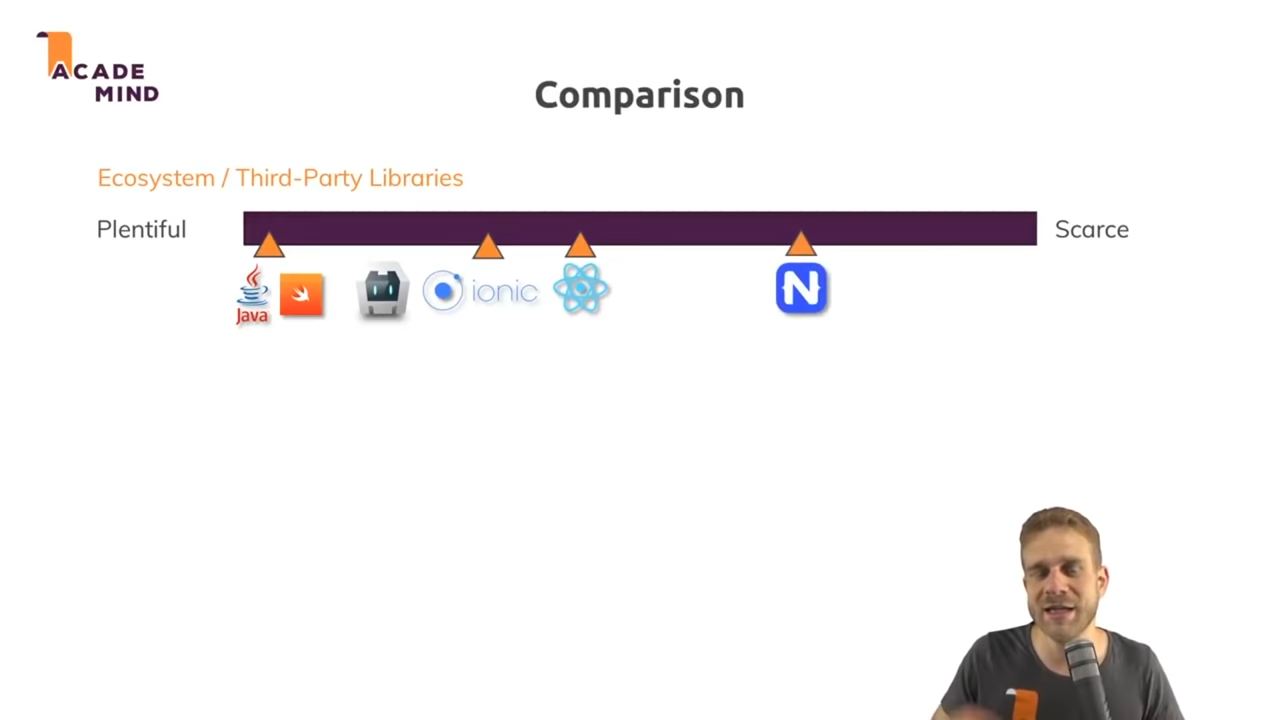 ACADE
MIND
Comparison
Ecosystem / Third-Party Libraries
Plentiful
Scarce
Java
ionic
N